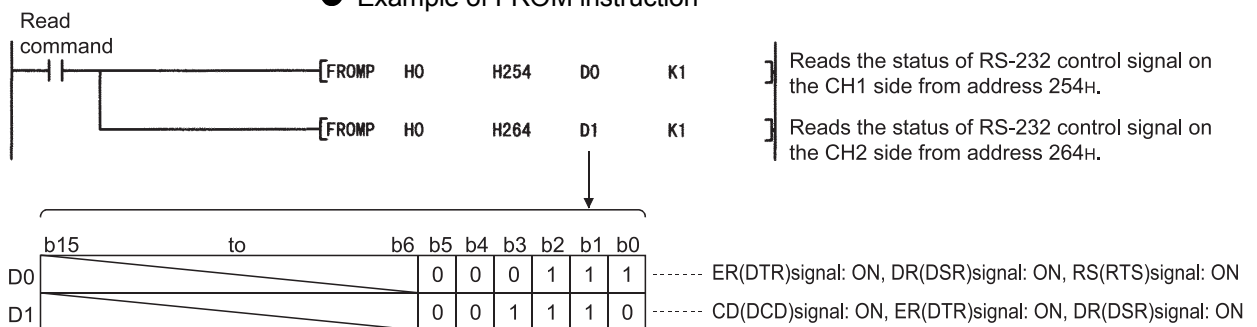 ● Example of FROM instruction
Read
command
[FROMP H0 H254 D0 K1 ]
Reads the status of RS-232 control signal on
the CH1 side from address 254H.
[FROMP H0 H264 D1 K1 ]
Reads the status of RS-232 control signal on
the CH2 side from address 264H.
b15 to b6 b5 b4 b3 b2 b1 b0
D0 0 0 0 1 1 1 ER(DTR)signal: ON, DR(DSR)signal: ON, RS(RTS)signal: ON
D1 0 0 1 1 1 0 CD(DCD)signal: ON, ER(DTR)signal: ON, DR(DSR)signal: ON